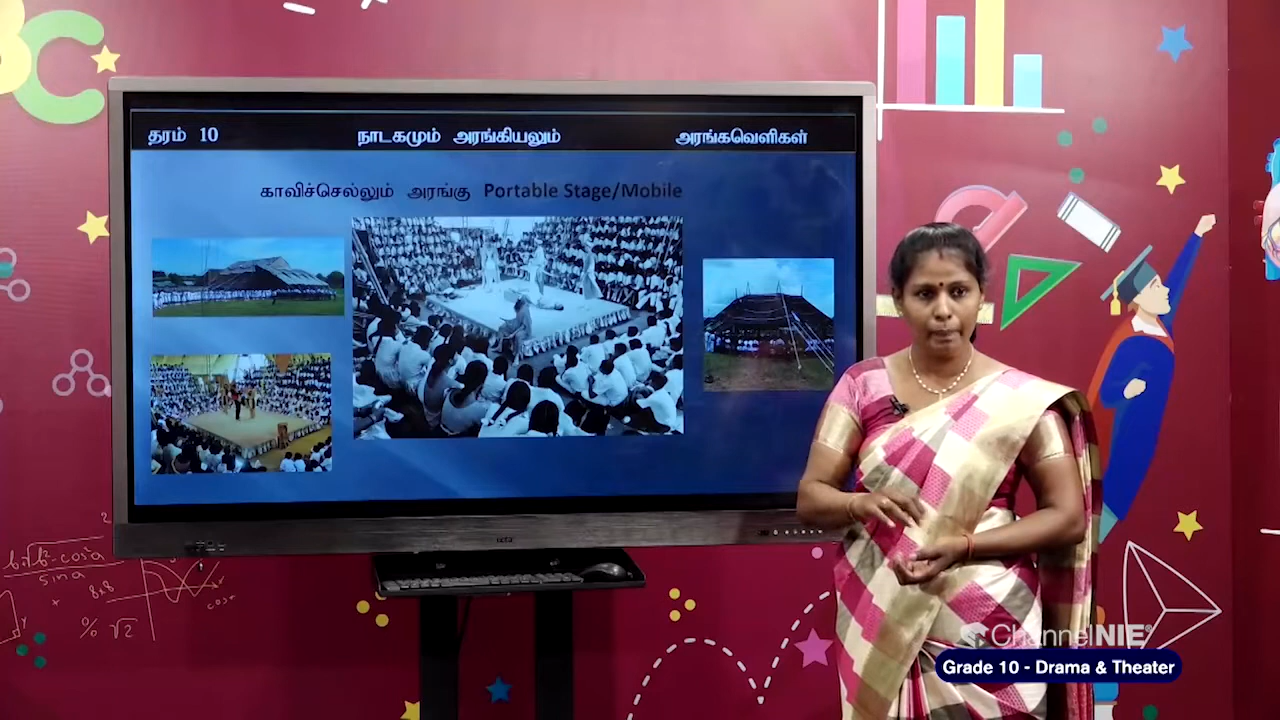 தரம் 10 நாடகமும் அரங்கியலும் அரங்கவெளிகள்
காவிச்செல்லும் அரங்கு Portable Stage/Mobile
ChannelNIE
Grade 10 - Drama & Theater